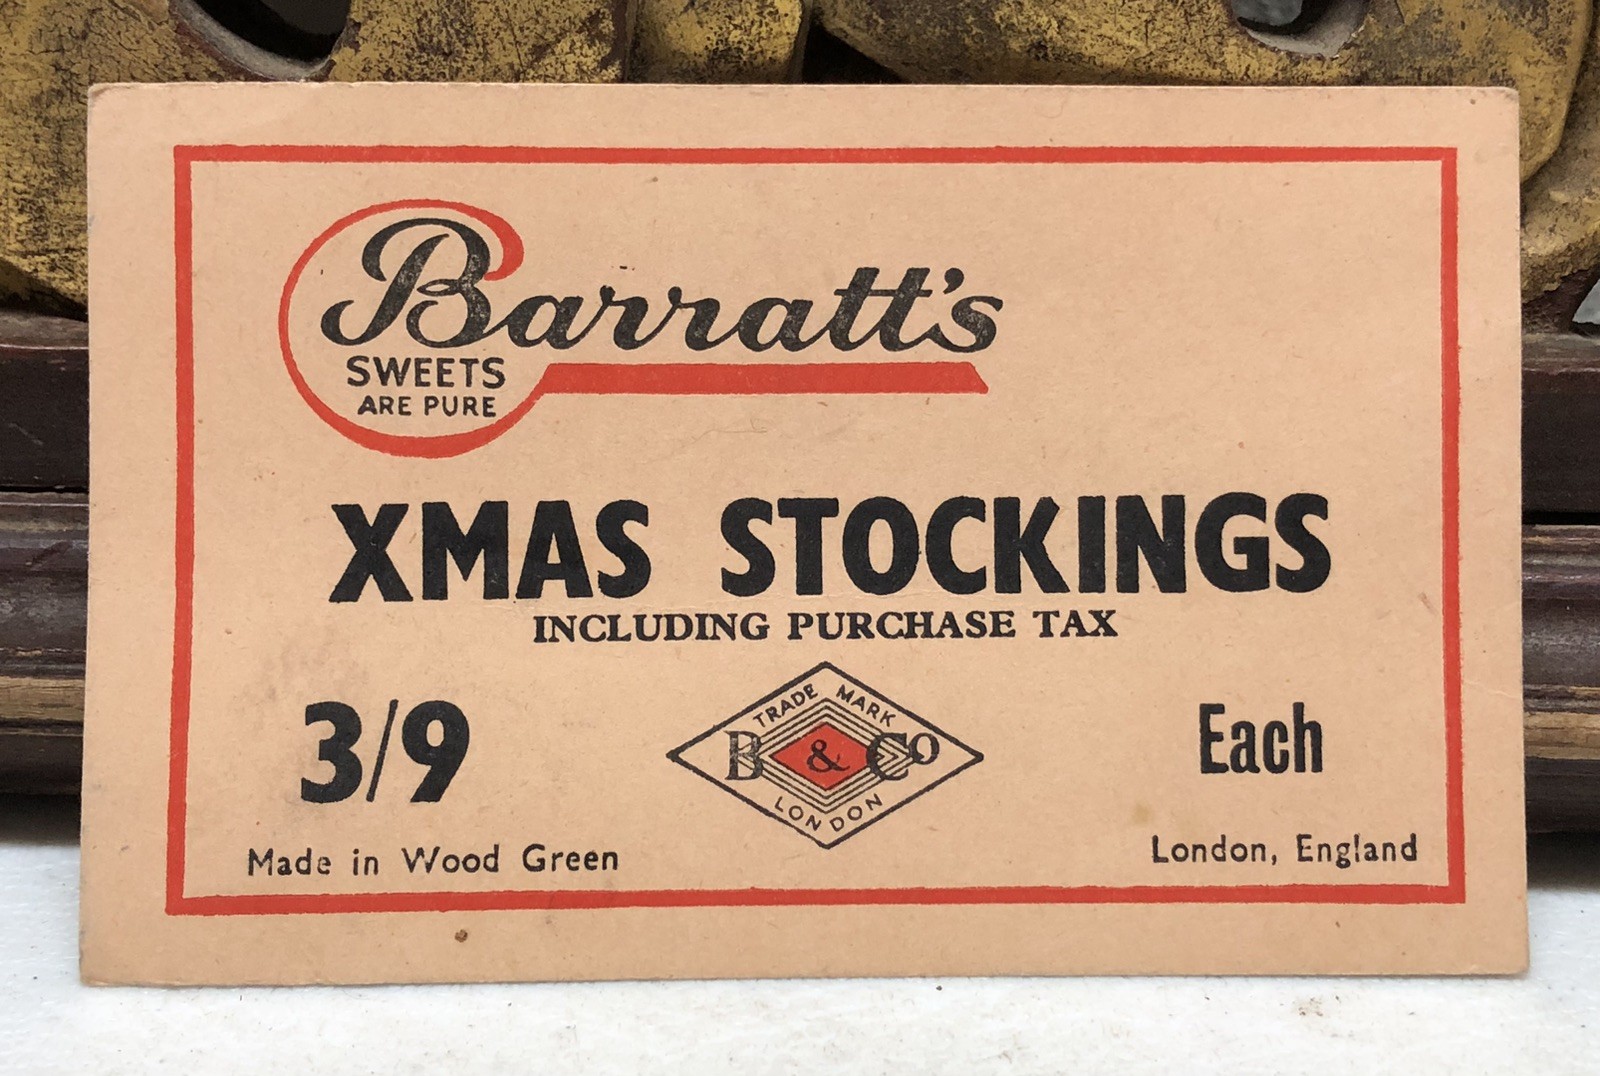 Barratt's
SWEETS
ARE PURE
XMAS STOCKINGS
INCLUDING PURCHASE TAX
3/9
TRADE MARK
B & Co
LONDON
Each
Made in Wood Green
London, England